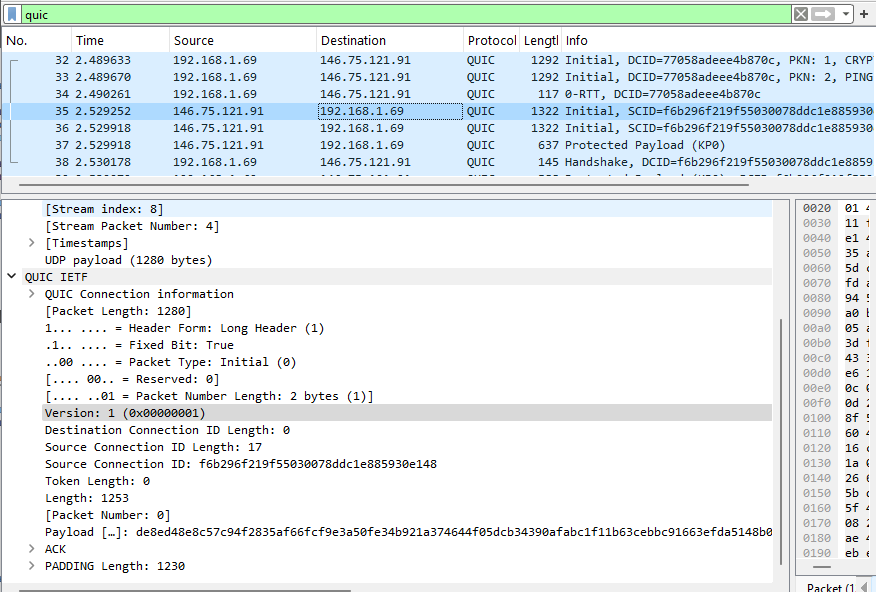 quic
No. Time Source Destination Protocol Lengtl Info
32 2.489633 192.168.1.69 146.75.121.91 QUIC 1292 Initial, DCID=77058adeee4b870c, PKN: 1, CRYP
33 2.489670 192.168.1.69 146.75.121.91 QUIC 1292 Initial, DCID=77058adeee4b870c, PKN: 2, PING
34 2.490261 192.168.1.69 146.75.121.91 QUIC 117 0-RTT, DCID=77058adeee4b870c
35 2.529252 146.75.121.91 192.168.1.69 QUIC 1322 Initial, SCID=f6b296f219f55030078ddc1e885930
36 2.529918 146.75.121.91 192.168.1.69 QUIC 1322 Initial, SCID=f6b296f219f55030078ddc1e885930
37 2.529918 146.75.121.91 192.168.1.69 QUIC 637 Protected Payload (KP0)
38 2.530178 192.168.1.69 146.75.121.91 QUIC 145 Handshake, DCID=f6b296f219f55030078ddc1e8859
[Stream index: 8]
[Stream Packet Number: 4]
[Timestamps]
UDP payload (1280 bytes)
QUIC IETF
QUIC Connection information
[Packet Length: 1280]
1... .... = Header Form: Long Header (1)
.1.. .... = Fixed Bit: True
..00 .... = Packet Type: Initial (0)
[.... 00.. = Reserved: 0]
[.... ..01 = Packet Number Length: 2 bytes (1)]
Version: 1 (0x00000001)
Destination Connection ID Length: 0
Source Connection ID Length: 17
Source Connection ID: f6b296f219f55030078ddc1e885930e148
Token Length: 0
Length: 1253
[Packet Number: 0]
Payload […]: de8ed48e8c57c94f2835af66fcf9e3a50fe34b921a374644f05dcb34390afabc1f11b63cebbc91663efda5148b0
ACK
PADDING Length: 1230
0020 01 4
0030 11
0040 e1 4
0050 35
0060 5d
0070 fd
0080 94
0090 a0
00a0 05
00b0 3d
00c0 43 3
00d0 e6 1
00e0 0c 0
00f0 0d 2
0100 8f 5
0110 60 4
0120 16
0130 1a 0
0140 26 6
0150 5b
0160 5f 4
0170 08 2
0180 ae 4
0190 eb
Packet (1